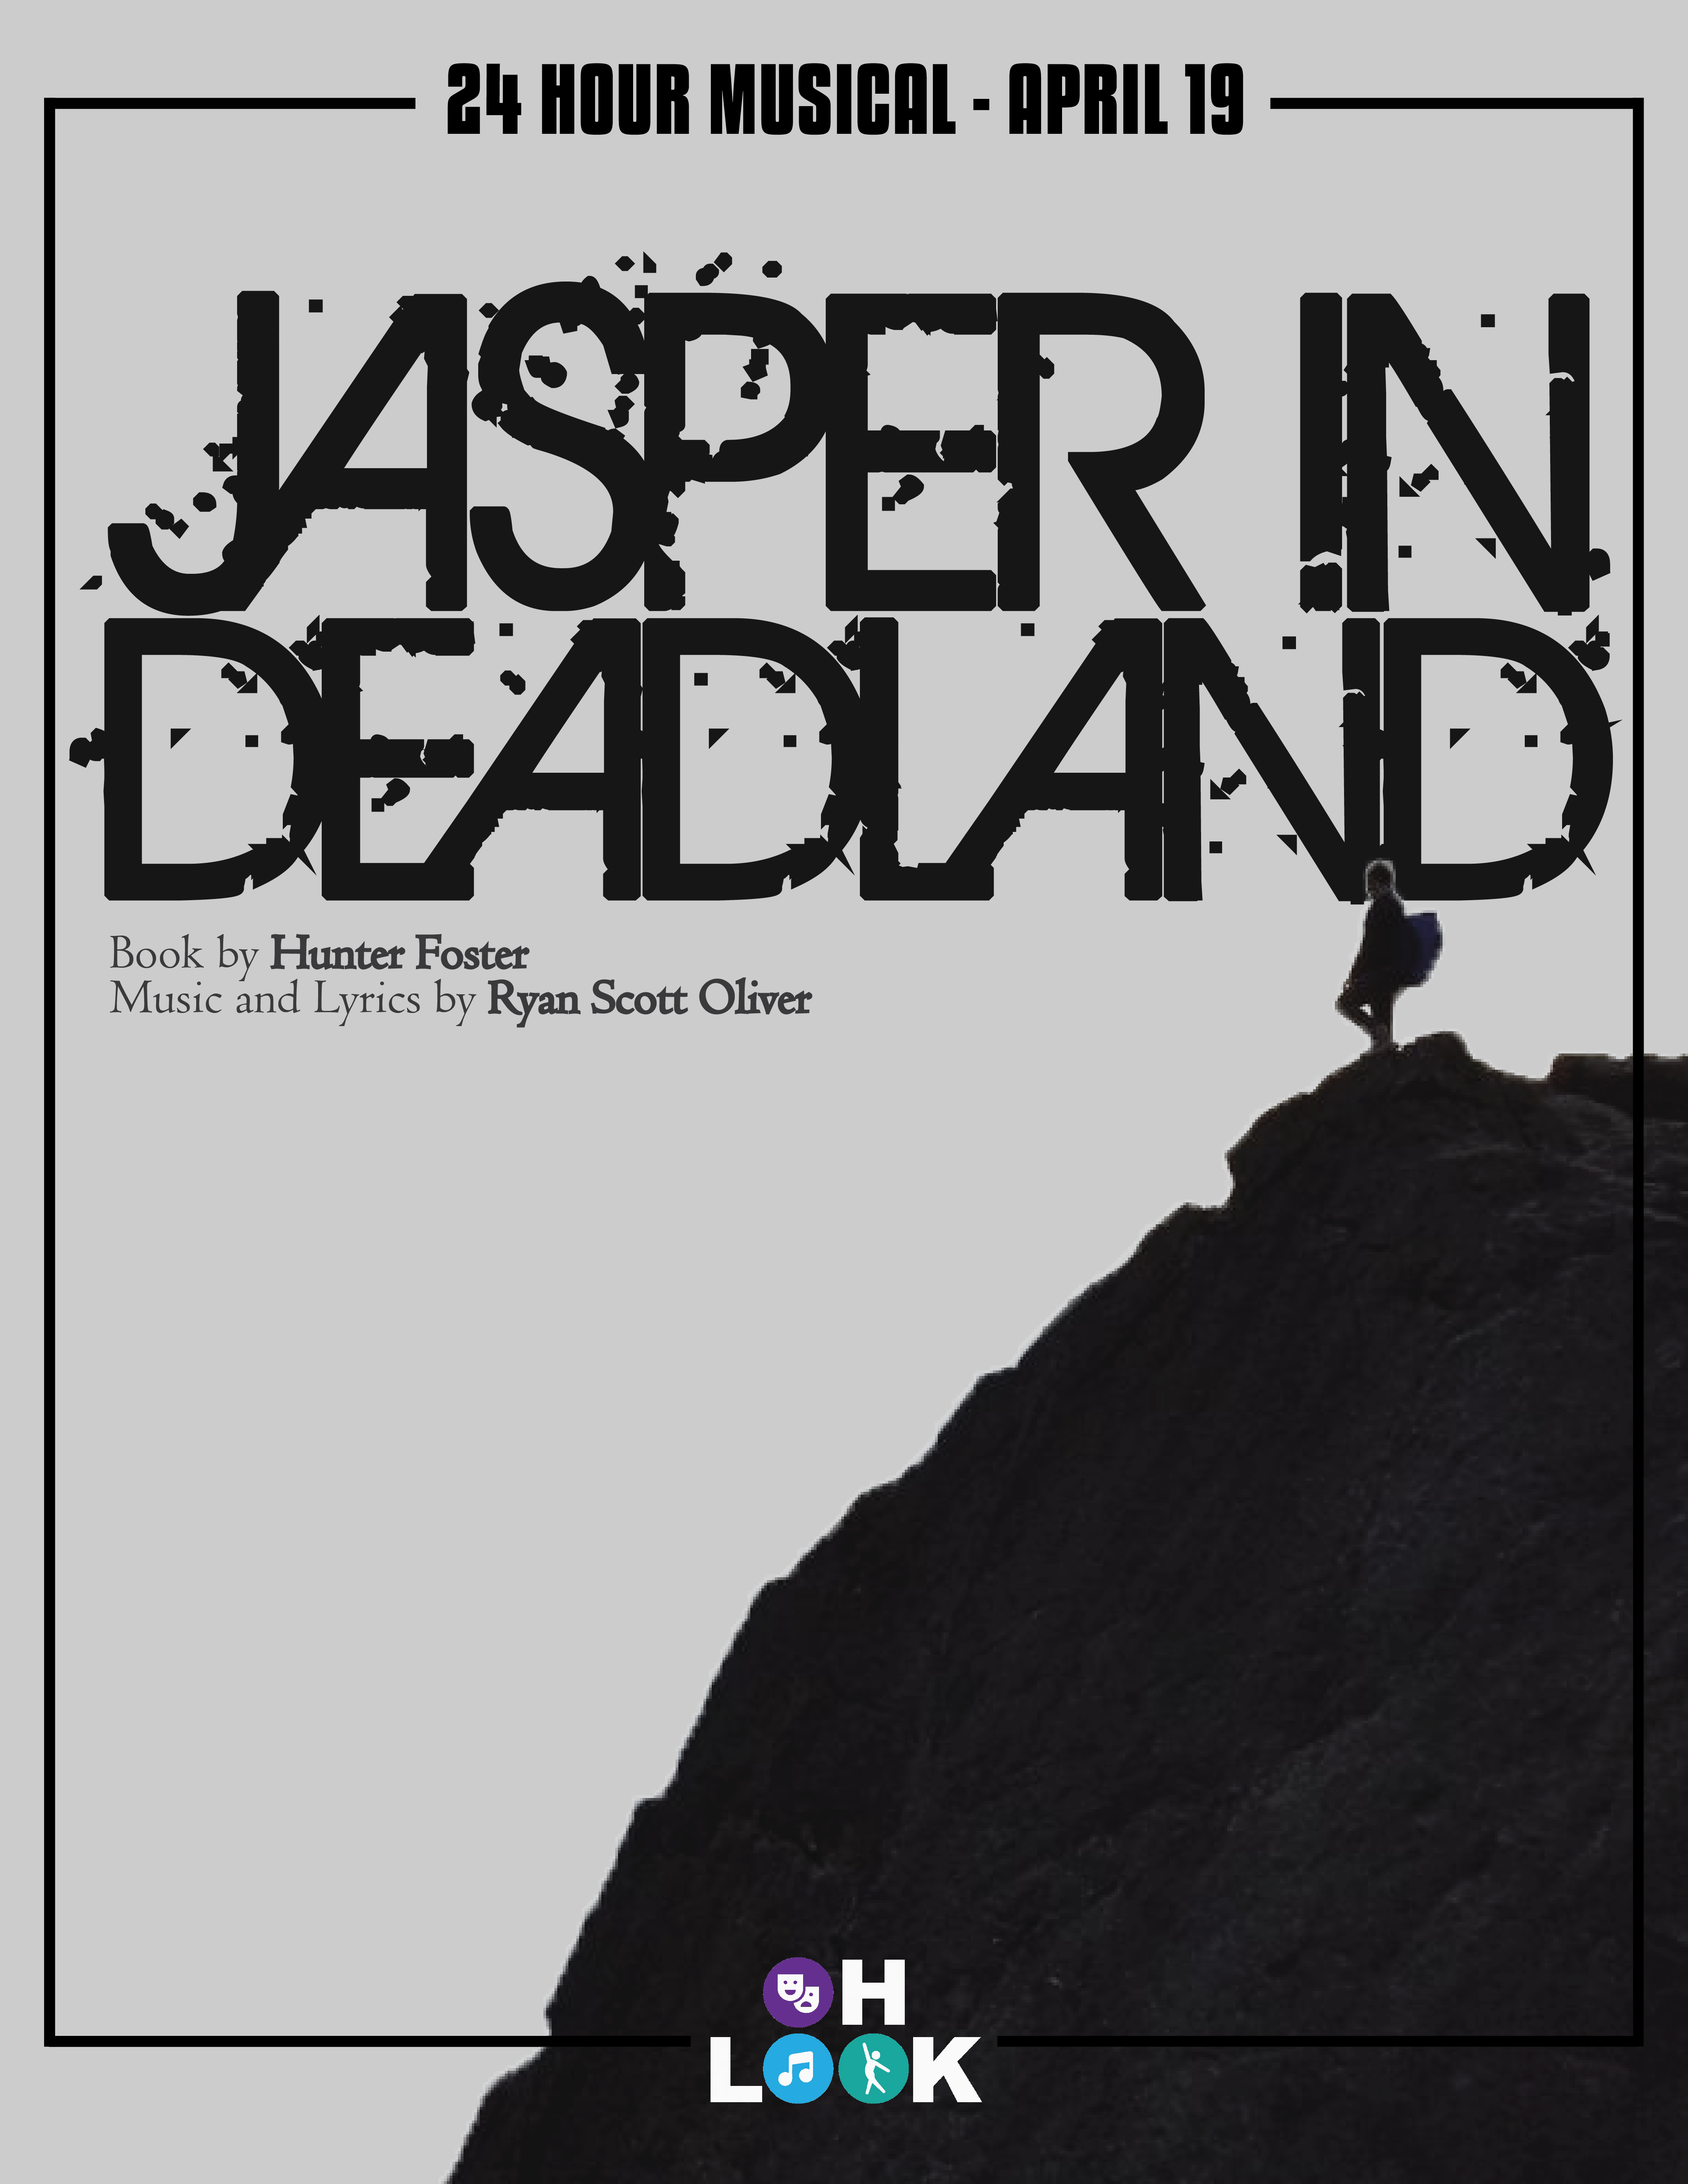 24 HOUR MUSICAL - APRIL 19
JASPER IN
DEADLAND
Book by Hunter Foster
Music and Lyrics by Ryan Scott Oliver
OH
LOOK